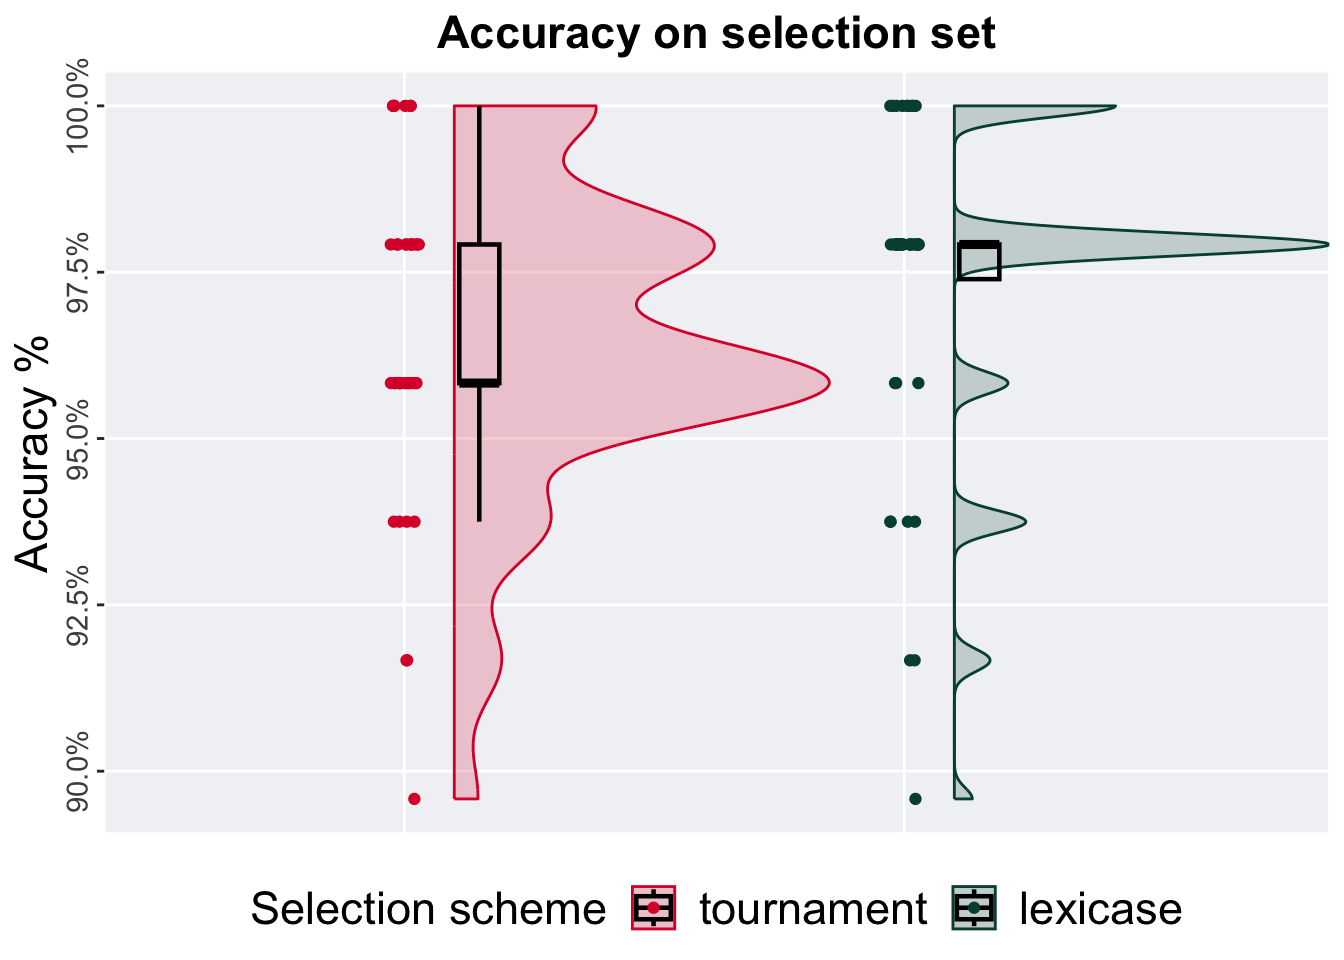 Accuracy on selection set
Accuracy %
100.0%
97.5%
95.0%
92.5%
90.0%
Selection scheme tournament lexicase